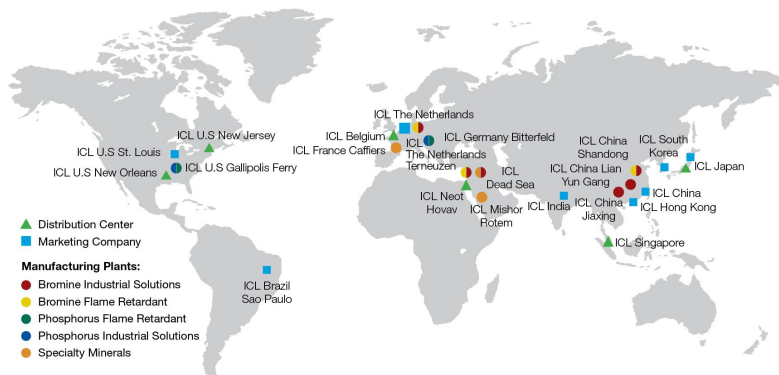 ICL The Netherlands
ICL U.S New Jersey
ICL Belgium
ICL Germany Bitterfeld
ICL China
Shandong
ICL South
Korea
ICL U.S St. Louis
ICL France Caffiers
ICL
The Netherlands
Terneuzen
ICL U.S Gallipolis Ferry
ICL U.S New Orleans
ICL
Dead Sea
ICL China Lian
Yun Gang
ICL Japan
ICL Neot
Hovav
ICL Mishor
Rotem
ICL India
ICL China
Jiaxing
ICL China
ICL Hong Kong
ICL Singapore
Distribution Center
Marketing Company
Manufacturing Plants:
Bromine Industrial Solutions
Bromine Flame Retardant
Phosphorus Flame Retardant
Phosphorus Industrial Solutions
Specialty Minerals
ICL Brazil
Sao Paulo